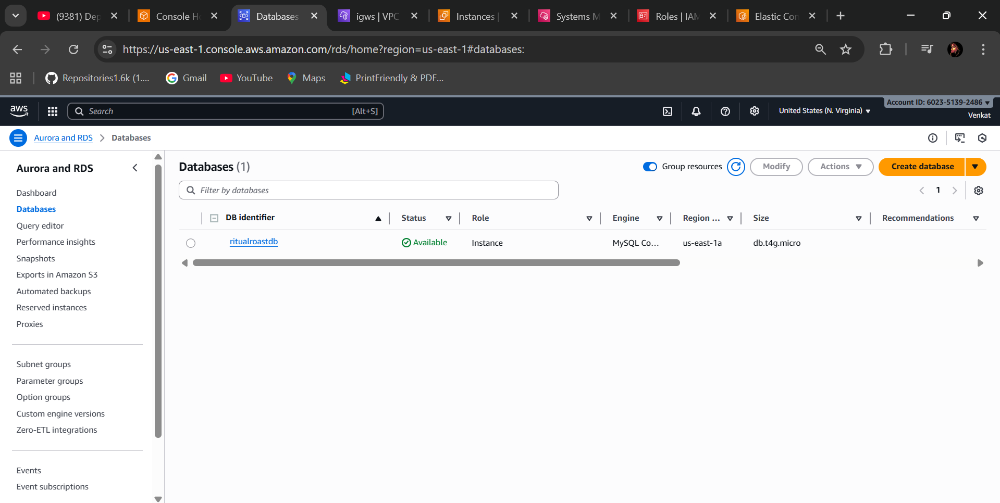 (9381) Dep
Console Ho
Databases
igws | VPC
Instances |
Systems M
Roles | IAM
Elastic Con
https://us-east-1.console.aws.amazon.com/rds/home?region=us-east-1#databases:
Repositories1.6k (1....
Gmail
YouTube
Maps
PrintFriendly & PDF...
aws
Search
[Alt+S]
United States (N. Virginia)
Account ID: 6023-5139-2486
Venkat
Aurora and RDS
Databases
Aurora and RDS
Dashboard
Databases
Query editor
Performance insights
Snapshots
Exports in Amazon S3
Automated backups
Reserved instances
Proxies
Subnet groups
Parameter groups
Option groups
Custom engine versions
Zero-ETL integrations
Events
Event subscriptions
Databases (1)
Group resources
Modify
Actions
Create database
Filter by databases
1
DB identifier Status Role Engine Region ... Size Recommendations
ritualroastdb Available Instance MySQL Co... us-east-1a db.t4g.micro